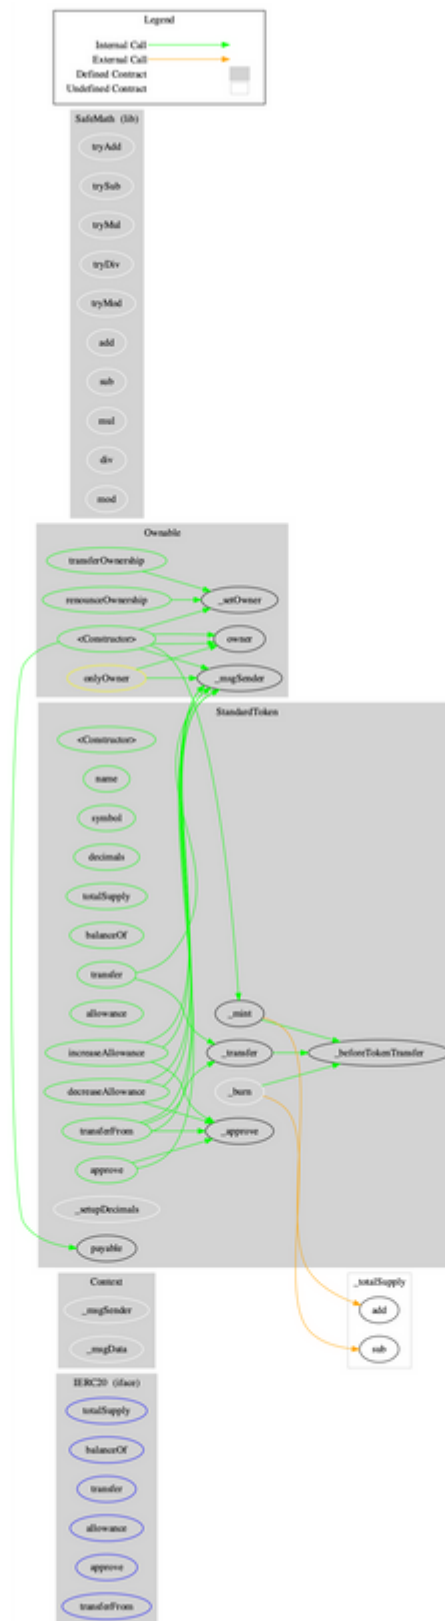 Legend
Internal Call
External Call
Defined Contract
Undefined Contract
SafeMath (lib)
tryAdd
trySub
tryMul
tryDiv
tryMod
add
sub
mul
div
mod
Ownable
transferOwnership
renounceOwnership
_setOwner
<Constructor>
owner
onlyOwner
_msgSender
StandardToken
<Constructor>
name
symbol
decimals
totalSupply
balanceOf
transfer
allowance
_mint
increaseAllowance
_transfer
_beforeTokenTransfer
decreaseAllowance
_burn
transferFrom
_approve
approve
_setupDecimals
payable
Context
_msgSender
_msgData
_totalSupply
add
sub
IERC20 (iface)
totalSupply
balanceOf
transfer
allowance
approve
transferFrom